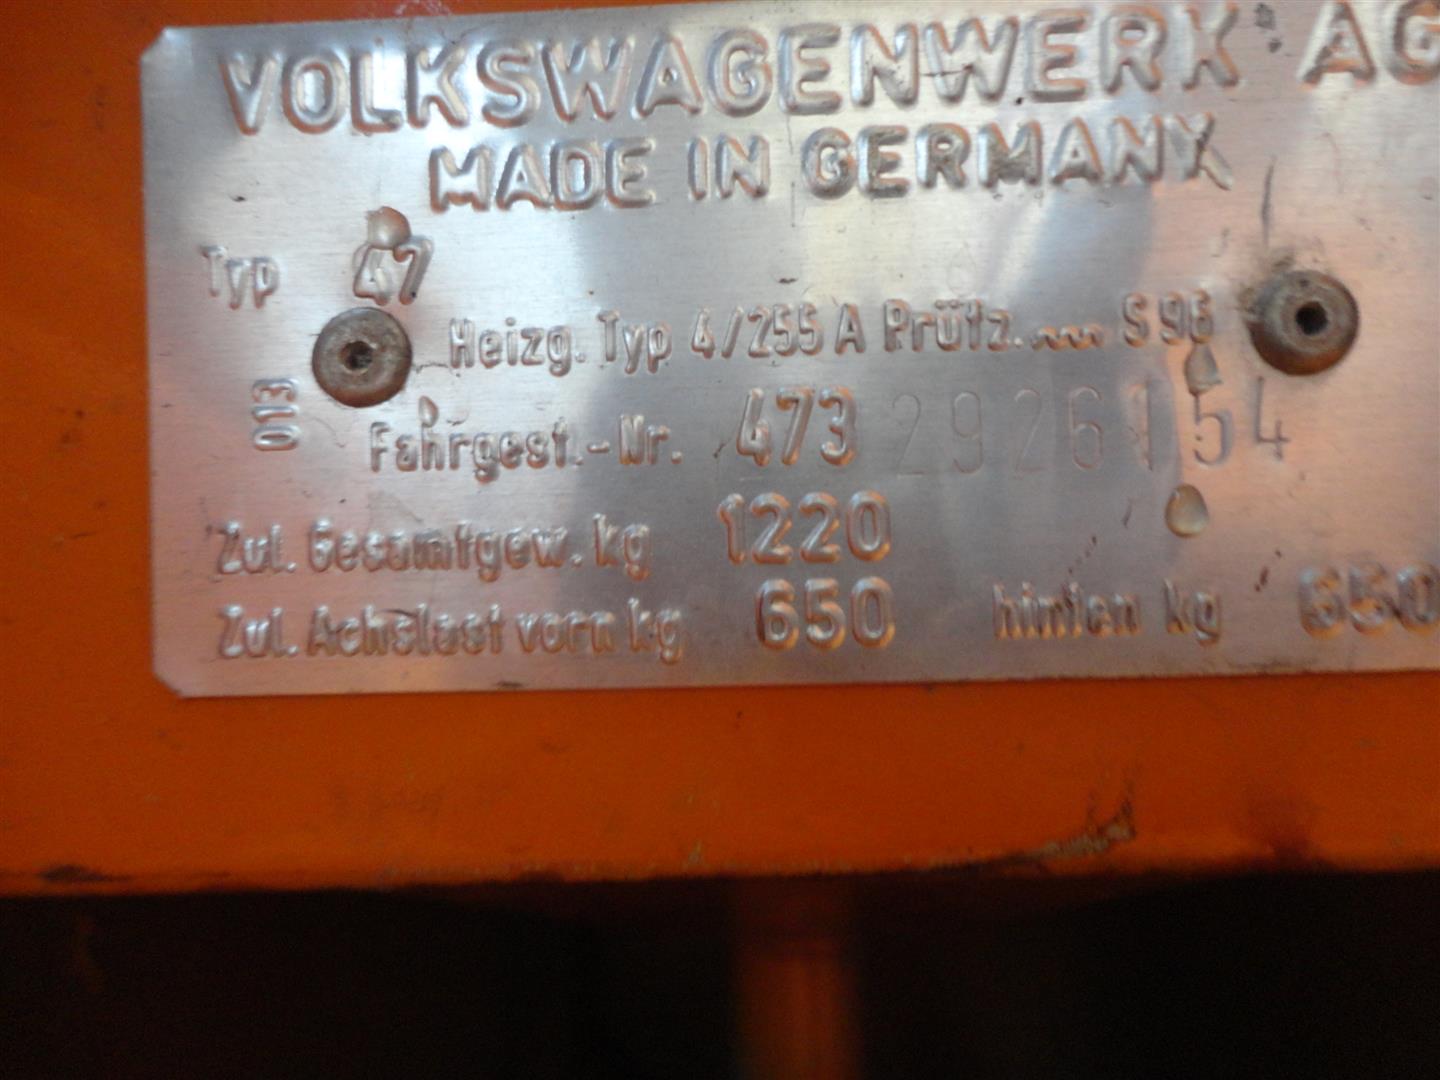 VOLKSWAGENWERK AG
MADE IN GERMANY
Typ 47
Heizg. Typ 4/255 A Prüfz. ~~~ S 96
013
Fahrgest.-Nr. 473 2926154
Zul. Gesamtgew. kg 1220
Zul. Achslast vorn kg 650 hinten kg 650